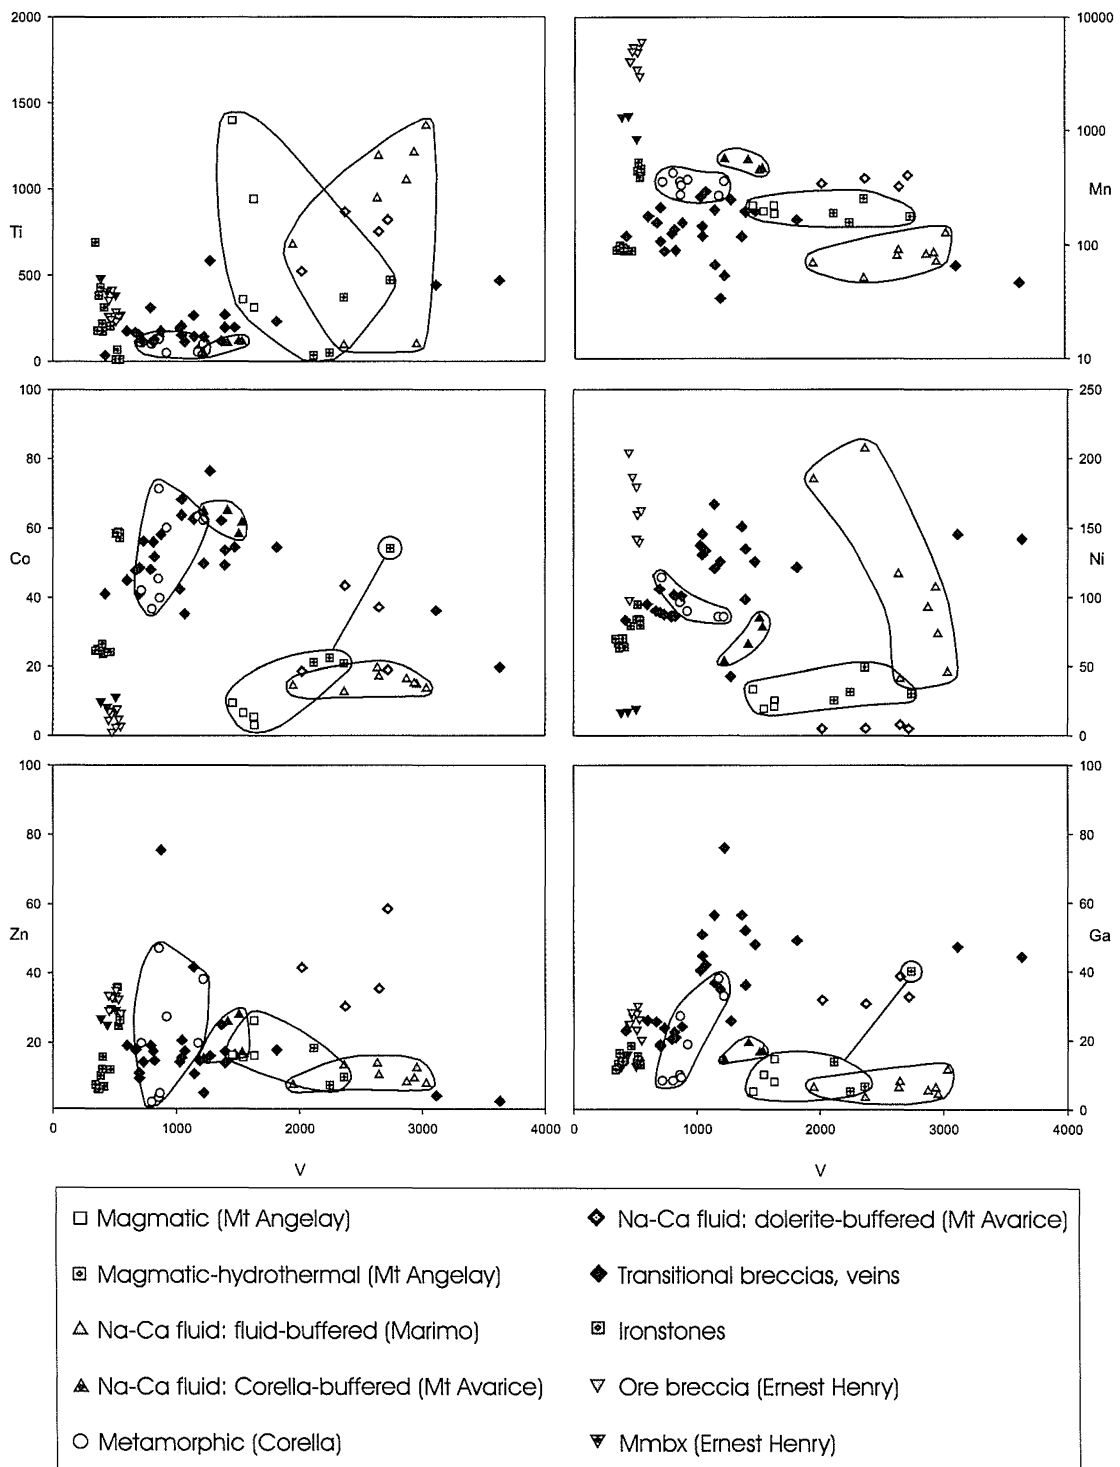 2000
1500
1000
Ti
500
0
10000
1000
Mn
100
10
100
80
60
Co
40
20
0
250
200
150
Ni
100
50
0
100
80
60
Zn
40
20
0
0 1000 2000 3000 4000
V
100
80
60
Ga
40
20
0
0 1000 2000 3000 4000
V
Magmatic (Mt Angelay)
Magmatic-hydrothermal (Mt Angelay)
Na-Ca fluid: fluid-buffered (Marimo)
Na-Ca fluid: Corella-buffered (Mt Avarice)
Metamorphic (Corella)
Na-Ca fluid: dolerite-buffered (Mt Avarice)
Transitional breccias, veins
Ironstones
Ore breccia (Ernest Henry)
Mmbx (Ernest Henry)